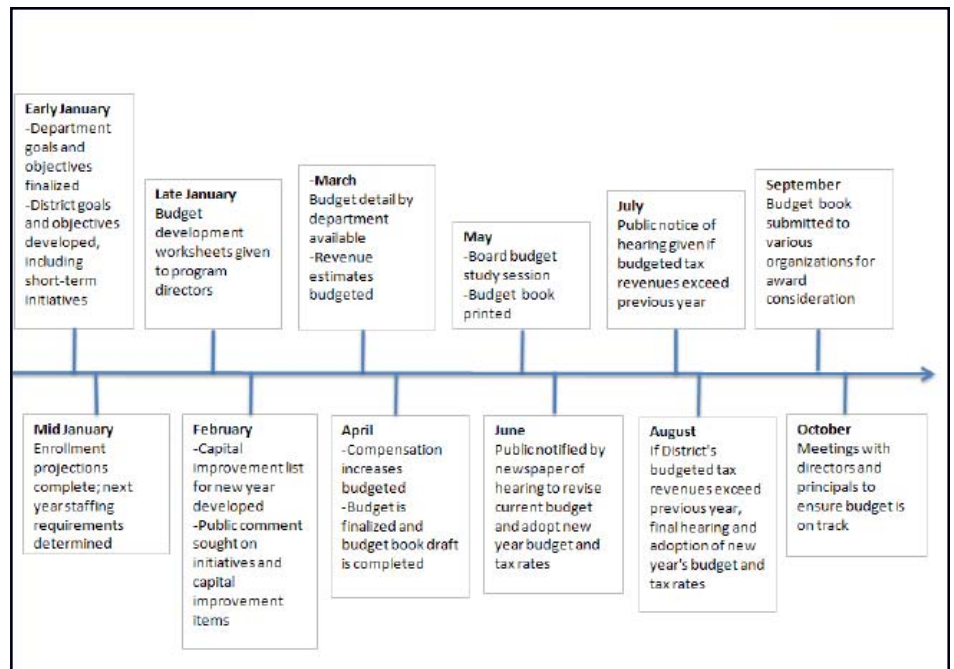 Early January
-Department
goals and
objectives
finalized
-District goals
and objectives
developed,
including
short-term
initiatives
Late January
Budget
development
worksheets given
to program
directors
-March
Budget detail by
department
available
-Revenue
estimates
budgeted
May
-Board budget
study session
-Budget book
printed
July
Public notice of
hearing given if
budgeted tax
revenues exceed
previous year
September
Budget book
submitted to
various
organizations for
award
consideration
Mid January
Enrollment
projections
complete; next
year staffing
requirements
determined
February
-Capital
improvement list
for new year
developed
-Public comment
sought on
initiatives and
capital
improvement
items
April
-Compensation
increases
budgeted
-Budget is
finalized and
budget book draft
is completed
June
Public notified by
newspaper of
hearing to revise
current budget
and adopt new
year budget and
tax rates
August
If District's
budgeted tax
revenues exceed
previous year,
final hearing and
adoption of new
year's budget and
tax rates
October
Meetings with
directors and
principals to
ensure budget is
on track